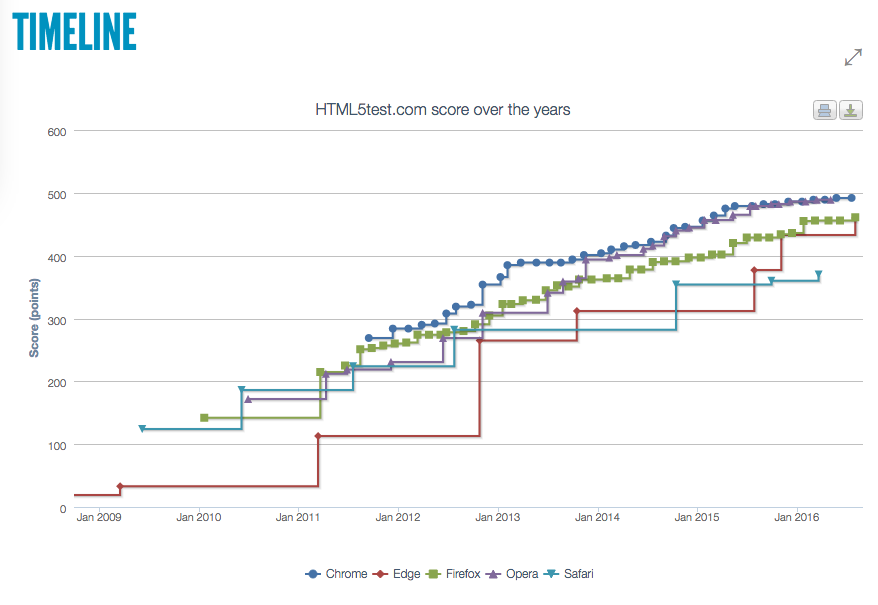 TIMELINE
HTML5test.com score over the years
600
500
400
300
200
100
0
Score (points)
Jan 2009 Jan 2010 Jan 2011 Jan 2012 Jan 2013 Jan 2014 Jan 2015 Jan 2016
Chrome Edge Firefox Opera Safari